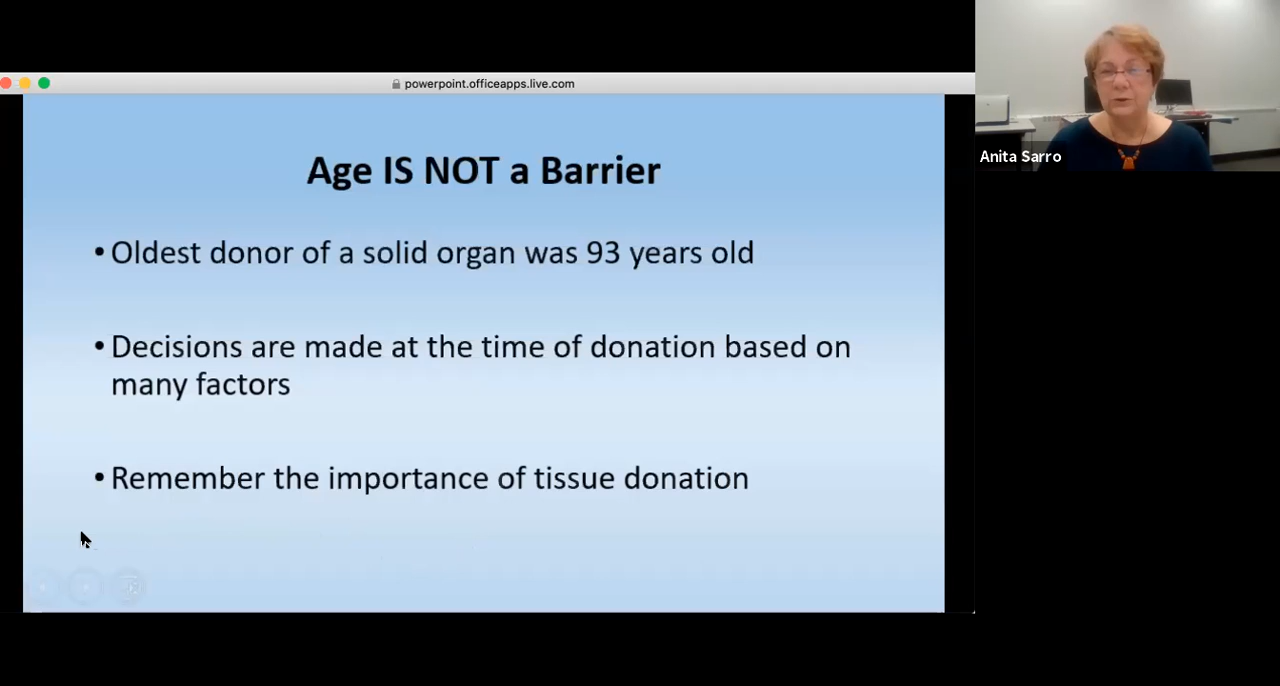 powerpoint.officeapps.live.com
Age IS NOT a Barrier
• Oldest donor of a solid organ was 93 years old
• Decisions are made at the time of donation based on
many factors
• Remember the importance of tissue donation
Anita Sarro